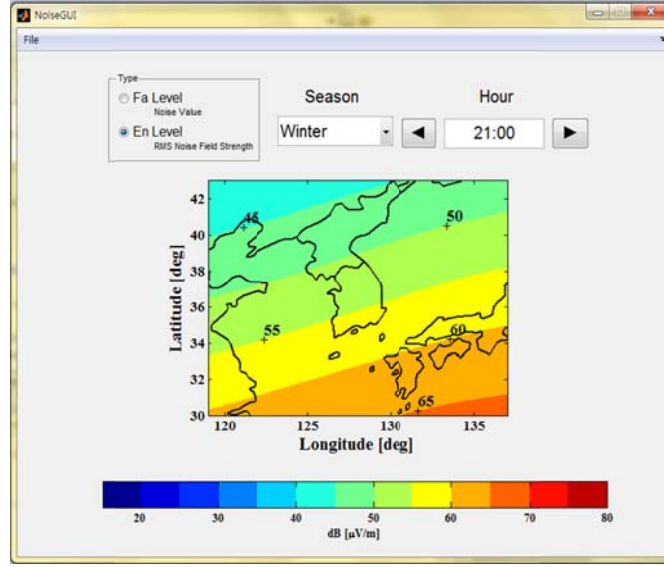 NoiseGUI
File
Type
Fa Level
Noise Value
En Level
RMS Noise Field Strength
Season
Winter
Hour
21:00
Latitude [deg]
42
40
38
36
34
32
30
45
50
55
60
65
120
125
130
135
Longitude [deg]
20
30
40
50
60
70
80
dB [μV/m]